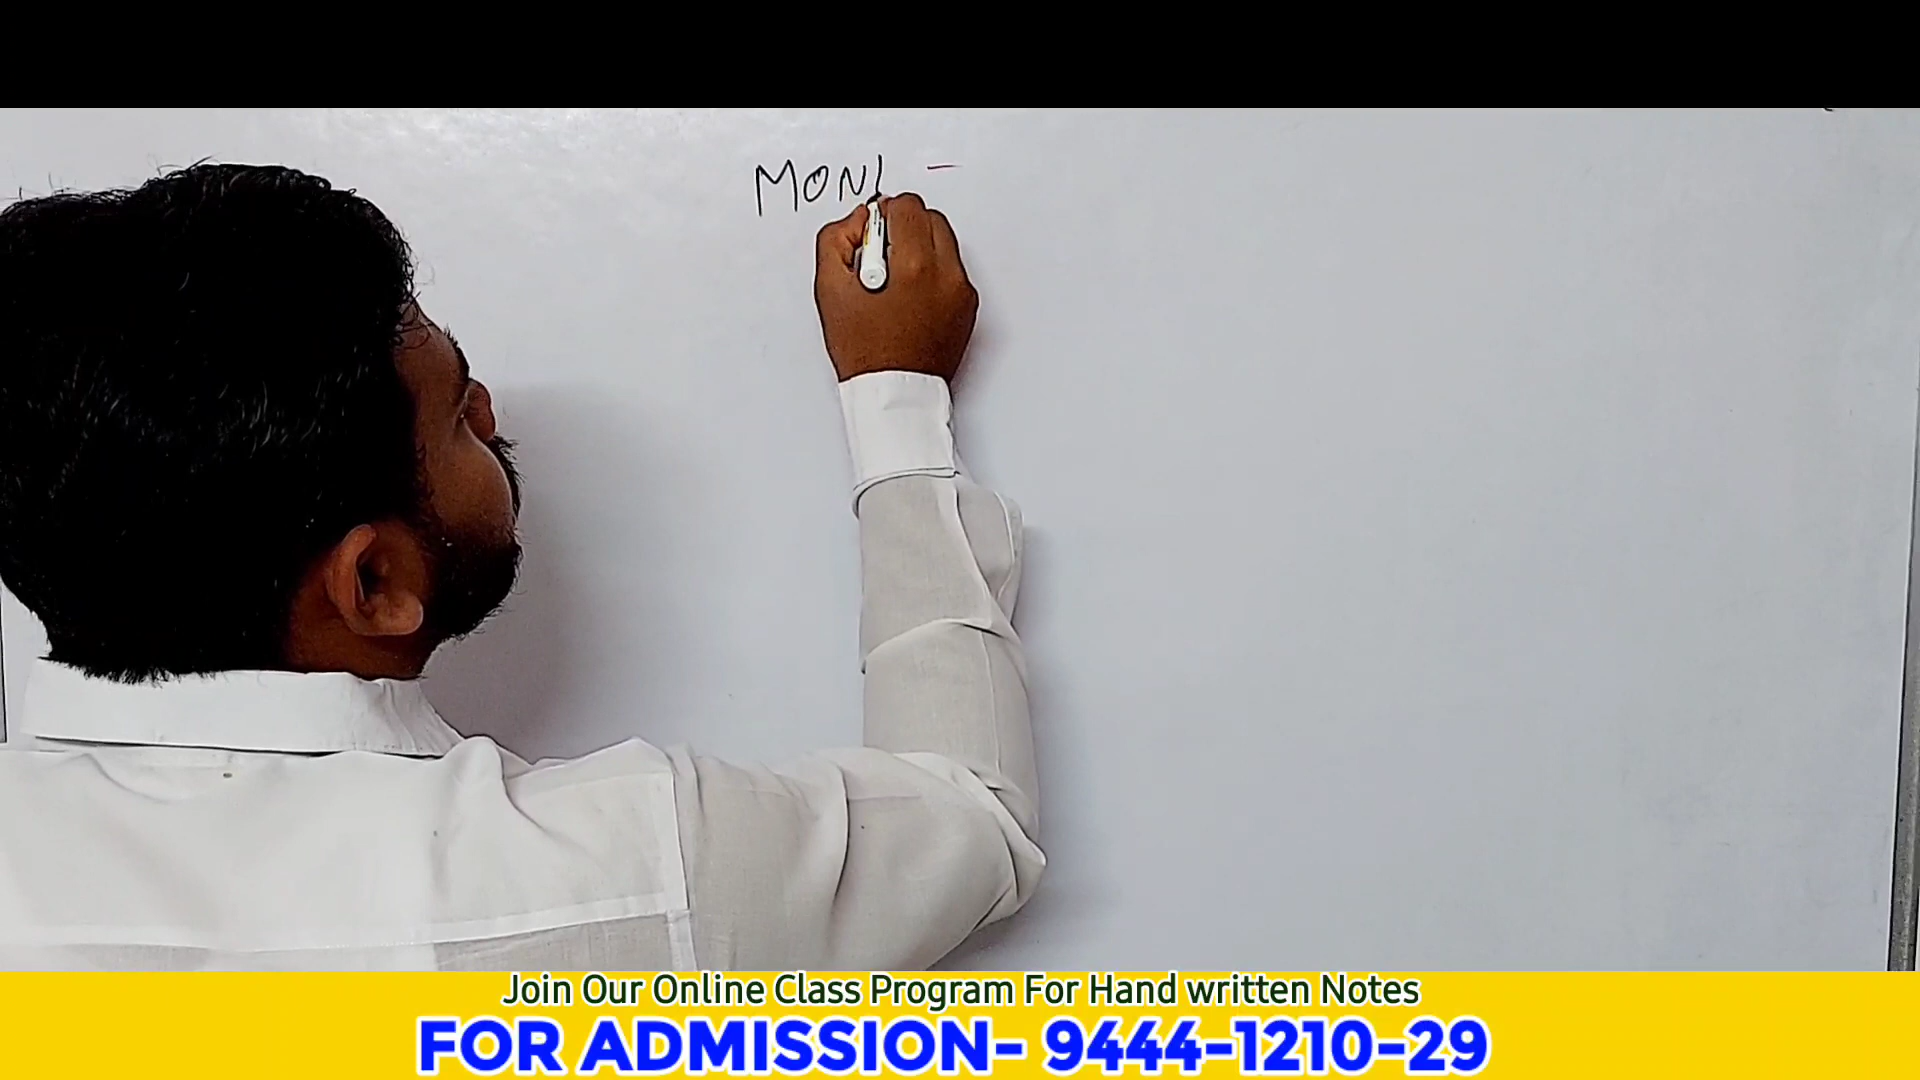 MONI -
Join Our Online Class Program For Hand written Notes
FOR ADMISSION- 9444-1210-29